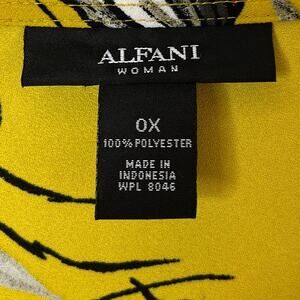 ALFANI
WOMAN
0X
100% POLYESTER
MADE IN
INDONESIA
WPL 8046